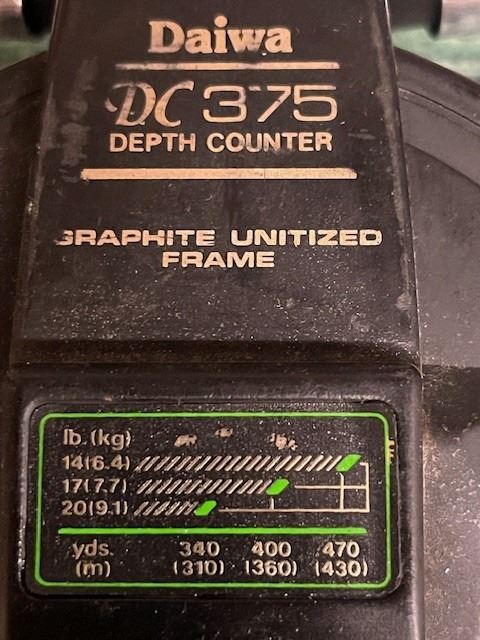 Daiwa
DC 375
DEPTH COUNTER
GRAPHITE UNITIZED
FRAME
lb.(kg)
14(6.4)
17(7.7)
20(9.1)
yds. 340 400 470
(m) (310) (360) (430)